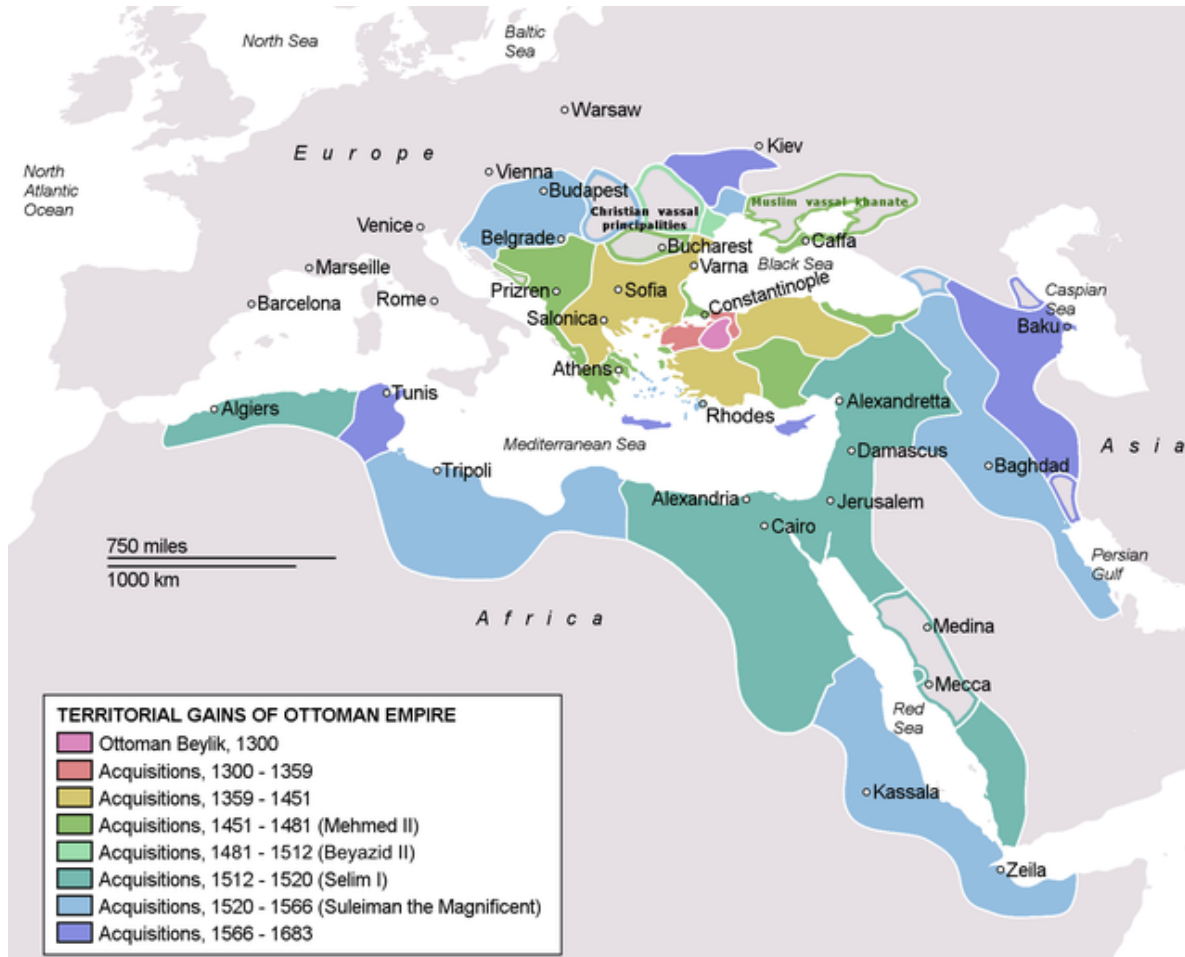 North Sea
Baltic
Sea
Warsaw
Europe
Kiev
North
Atlantic
Ocean
Vienna
Budapest
Muslim vassal khanate
Christian vassal
principalities
Venice
Belgrade
Bucharest
Caffa
Varna
Black Sea
Marseille
Prizren
Sofia
Constantinople
Caspian
Sea
Barcelona
Rome
Salonica
Baku
Athens
Tunis
Algiers
Rhodes
Alexandretta
Mediterranean Sea
Asia
Damascus
Tripoli
Baghdad
Alexandria
Jerusalem
Cairo
750 miles
1000 km
Persian
Gulf
Africa
Medina
Mecca
Red
Sea
Kassala
Zeila
TERRITORIAL GAINS OF OTTOMAN EMPIRE
Ottoman Beylik, 1300
Acquisitions, 1300 - 1359
Acquisitions, 1359 - 1451
Acquisitions, 1451 - 1481 (Mehmed II)
Acquisitions, 1481 - 1512 (Beyazid II)
Acquisitions, 1512 - 1520 (Selim I)
Acquisitions, 1520 - 1566 (Suleiman the Magnificent)
Acquisitions, 1566 - 1683